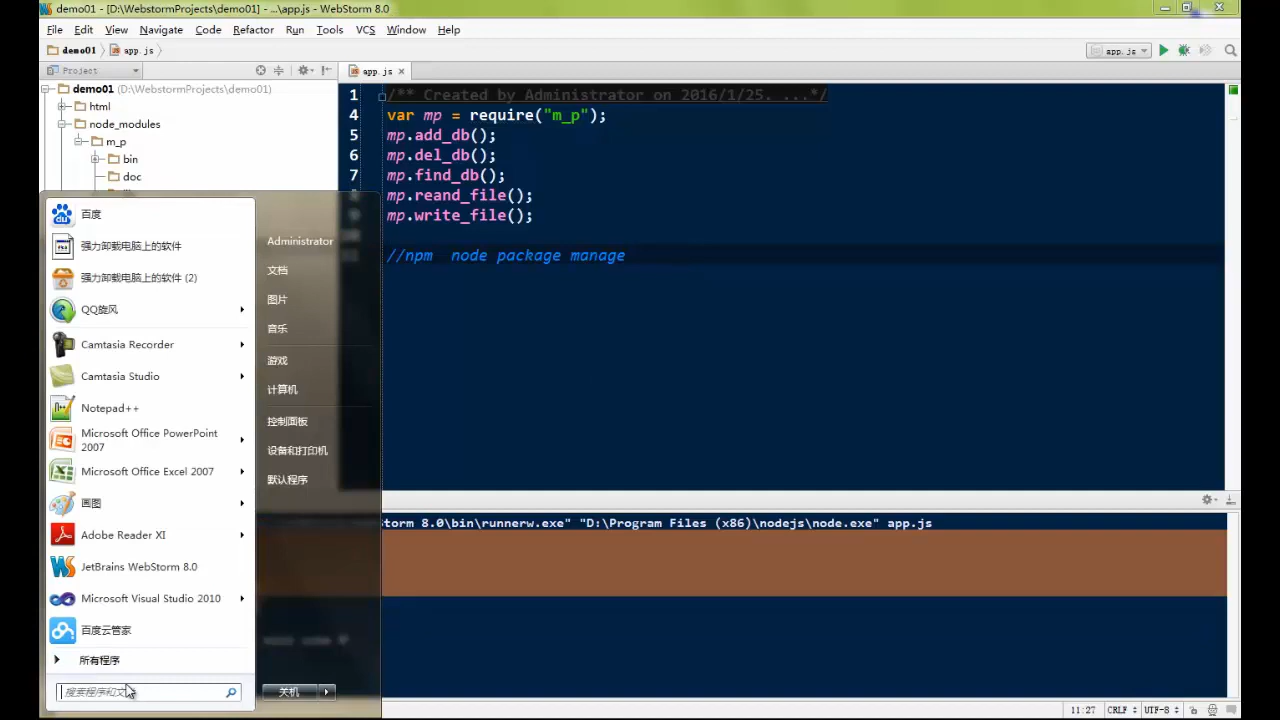 demo01 - [D:\WebstormProjects\demo01] - ...\app.js - WebStorm 8.0
File Edit View Navigate Code Refactor Run Tools VCS Window Help
demo01 app.js
app.js
Project
app.js ×
demo01 (D:\WebstormProjects\demo01)
html
node_modules
m_p
bin
doc
1 /** Created by Administrator on 2016/1/25. ...*/
4 var mp = require("m_p");
5 mp.add_db();
6 mp.del_db();
7 mp.find_db();
mp.reand_file();
mp.write_file();
//npm  node package manage
百度
强力卸载电脑上的软件
强力卸载电脑上的软件 (2)
QQ旋风
Camtasia Recorder
Camtasia Studio
Notepad++
Microsoft Office PowerPoint
2007
Microsoft Office Excel 2007
画图
Adobe Reader XI
JetBrains WebStorm 8.0
Microsoft Visual Studio 2010
百度云管家
所有程序
搜索程序和文
Administrator
文档
图片
音乐
游戏
计算机
控制面板
设备和打印机
默认程序
关机
torm 8.0\bin\runnerw.exe" "D:\Program Files (x86)\nodejs\node.exe" app.js
11:27 CRLF UTF-8